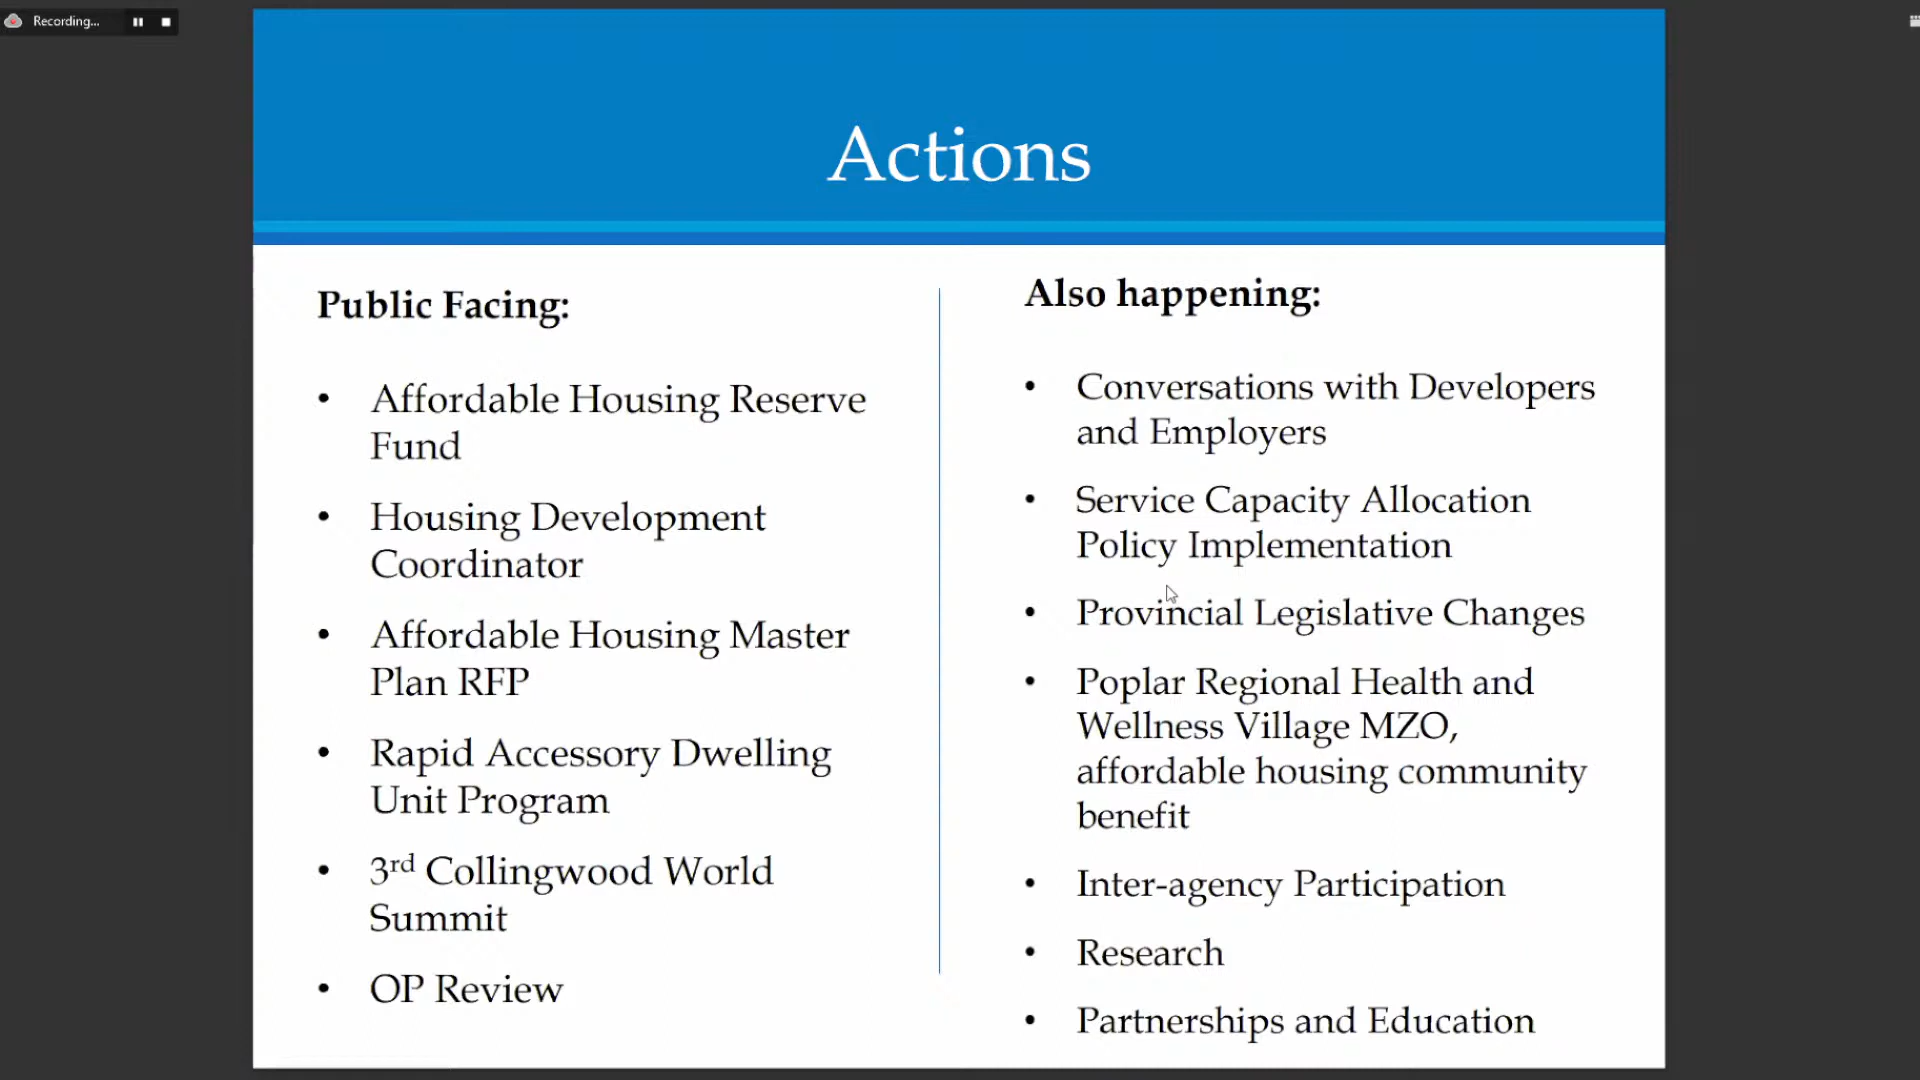 Recording...
Actions
Public Facing:
• Affordable Housing Reserve
Fund
• Housing Development
Coordinator
• Affordable Housing Master
Plan RFP
• Rapid Accessory Dwelling
Unit Program
• 3rd Collingwood World
Summit
• OP Review
Also happening:
• Conversations with Developers
and Employers
• Service Capacity Allocation
Policy Implementation
• Provincial Legislative Changes
• Poplar Regional Health and
Wellness Village MZO,
affordable housing community
benefit
• Inter-agency Participation
• Research
• Partnerships and Education